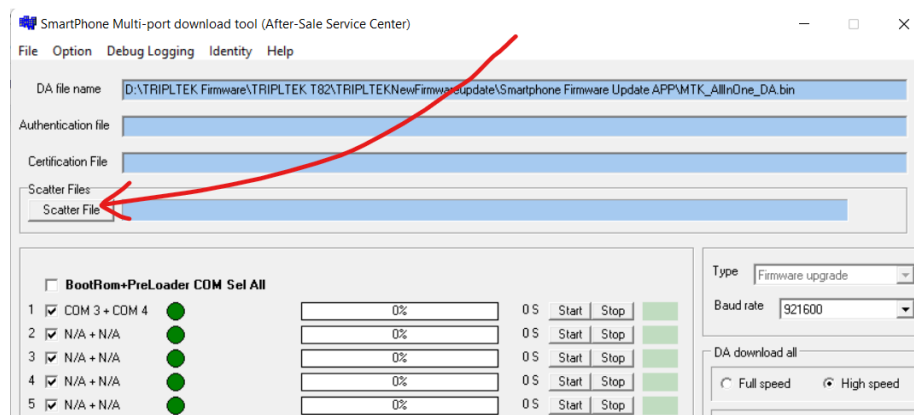 SmartPhone Multi-port download tool (After-Sale Service Center)
File Option Debug Logging Identity Help
DA file name D:\TRIPLTEK Firmware\TRIPLTEK T82\TRIPLTEKNewFirmwareupdate\Smartphone Firmware Update APP\MTK_AllInOne_DA.bin
Authentication file
Certification File
Scatter Files
Scatter File
BootRom+PreLoader COM Sel All
Type Firmware upgrade
1 COM 3 + COM 4 0% 0 S Start Stop
Baud rate 921600
2 N/A + N/A 0% 0 S Start Stop
3 N/A + N/A 0% 0 S Start Stop
DA download all
4 N/A + N/A 0% 0 S Start Stop
Full speed High speed
5 N/A + N/A 0% 0 S Start Stop